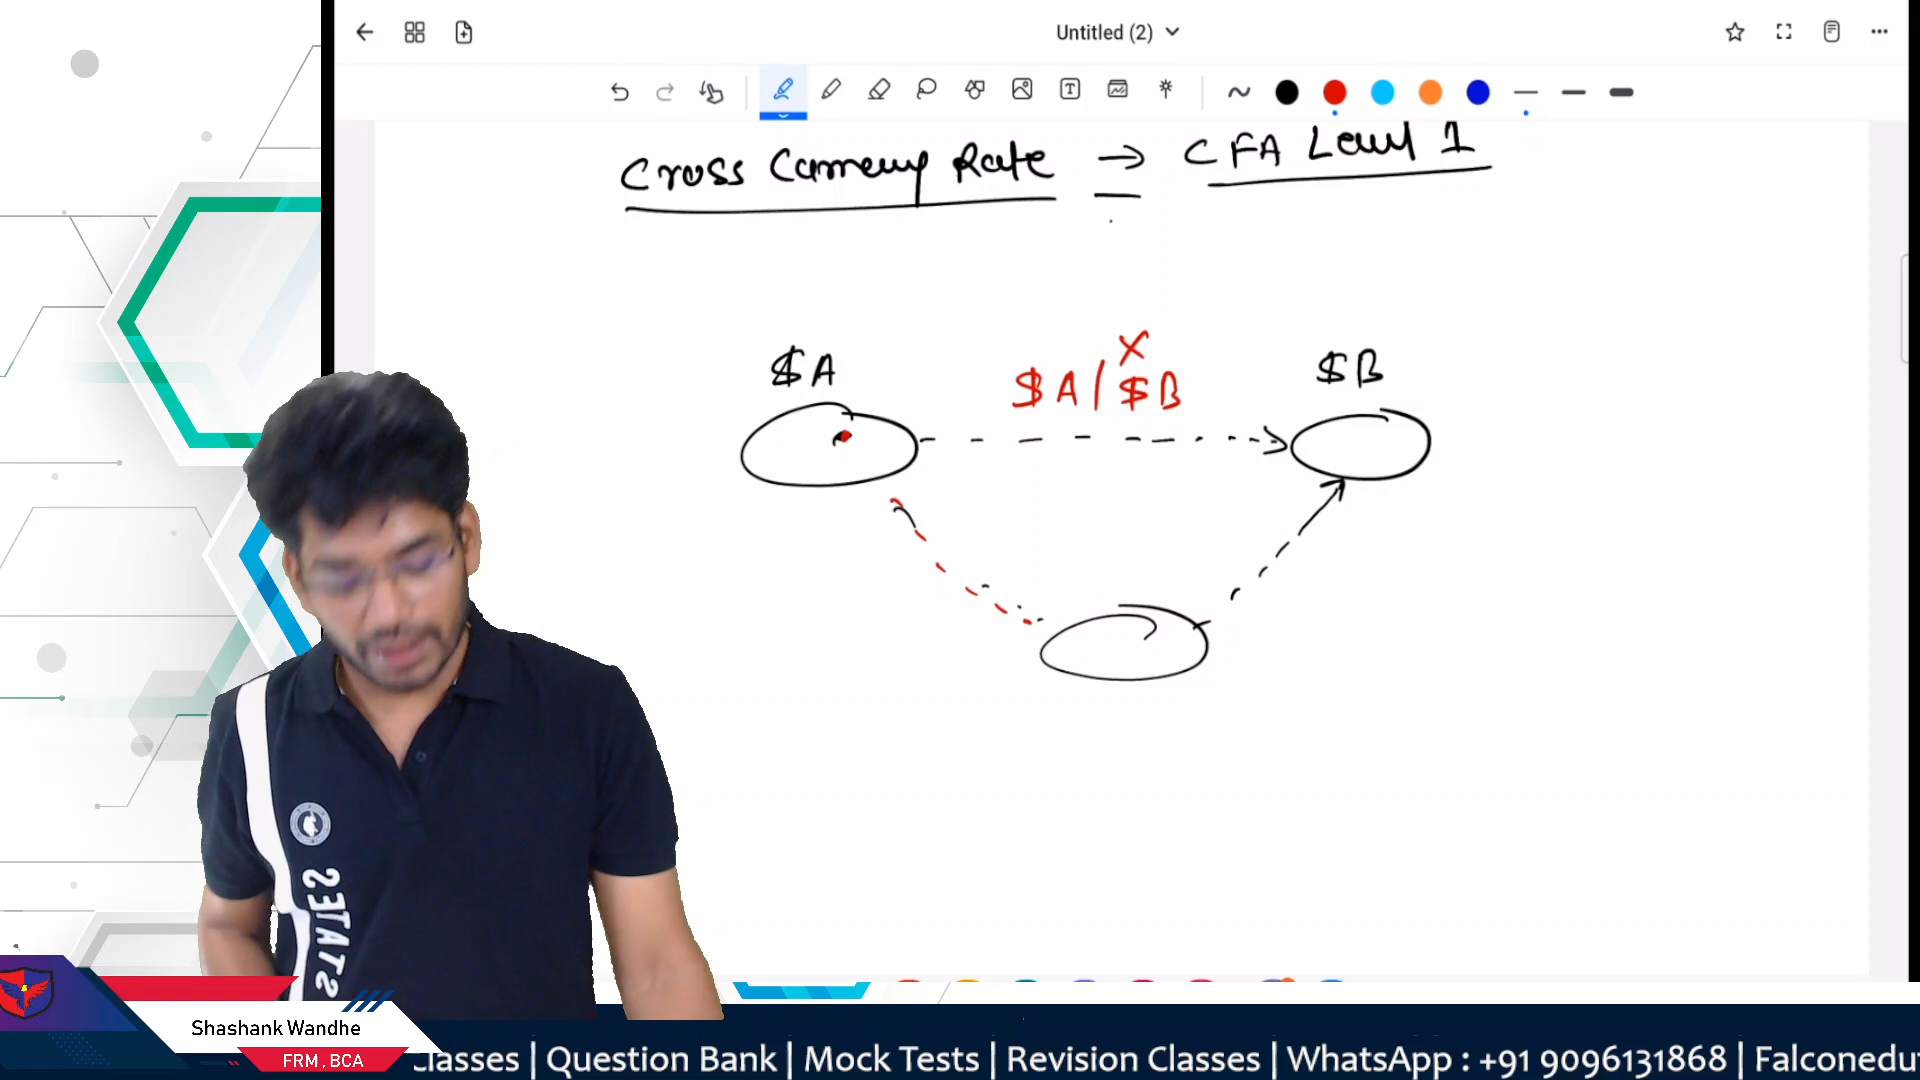 Untitled (2)
Cross Currency Rate → CFA Level 1
X
$A
$A/$B
$B
STATES
Shashank Wandhe
FRM, BCA
Classes | Question Bank | Mock Tests | Revision Classes | WhatsApp : +91 9096131868 | Falconedu